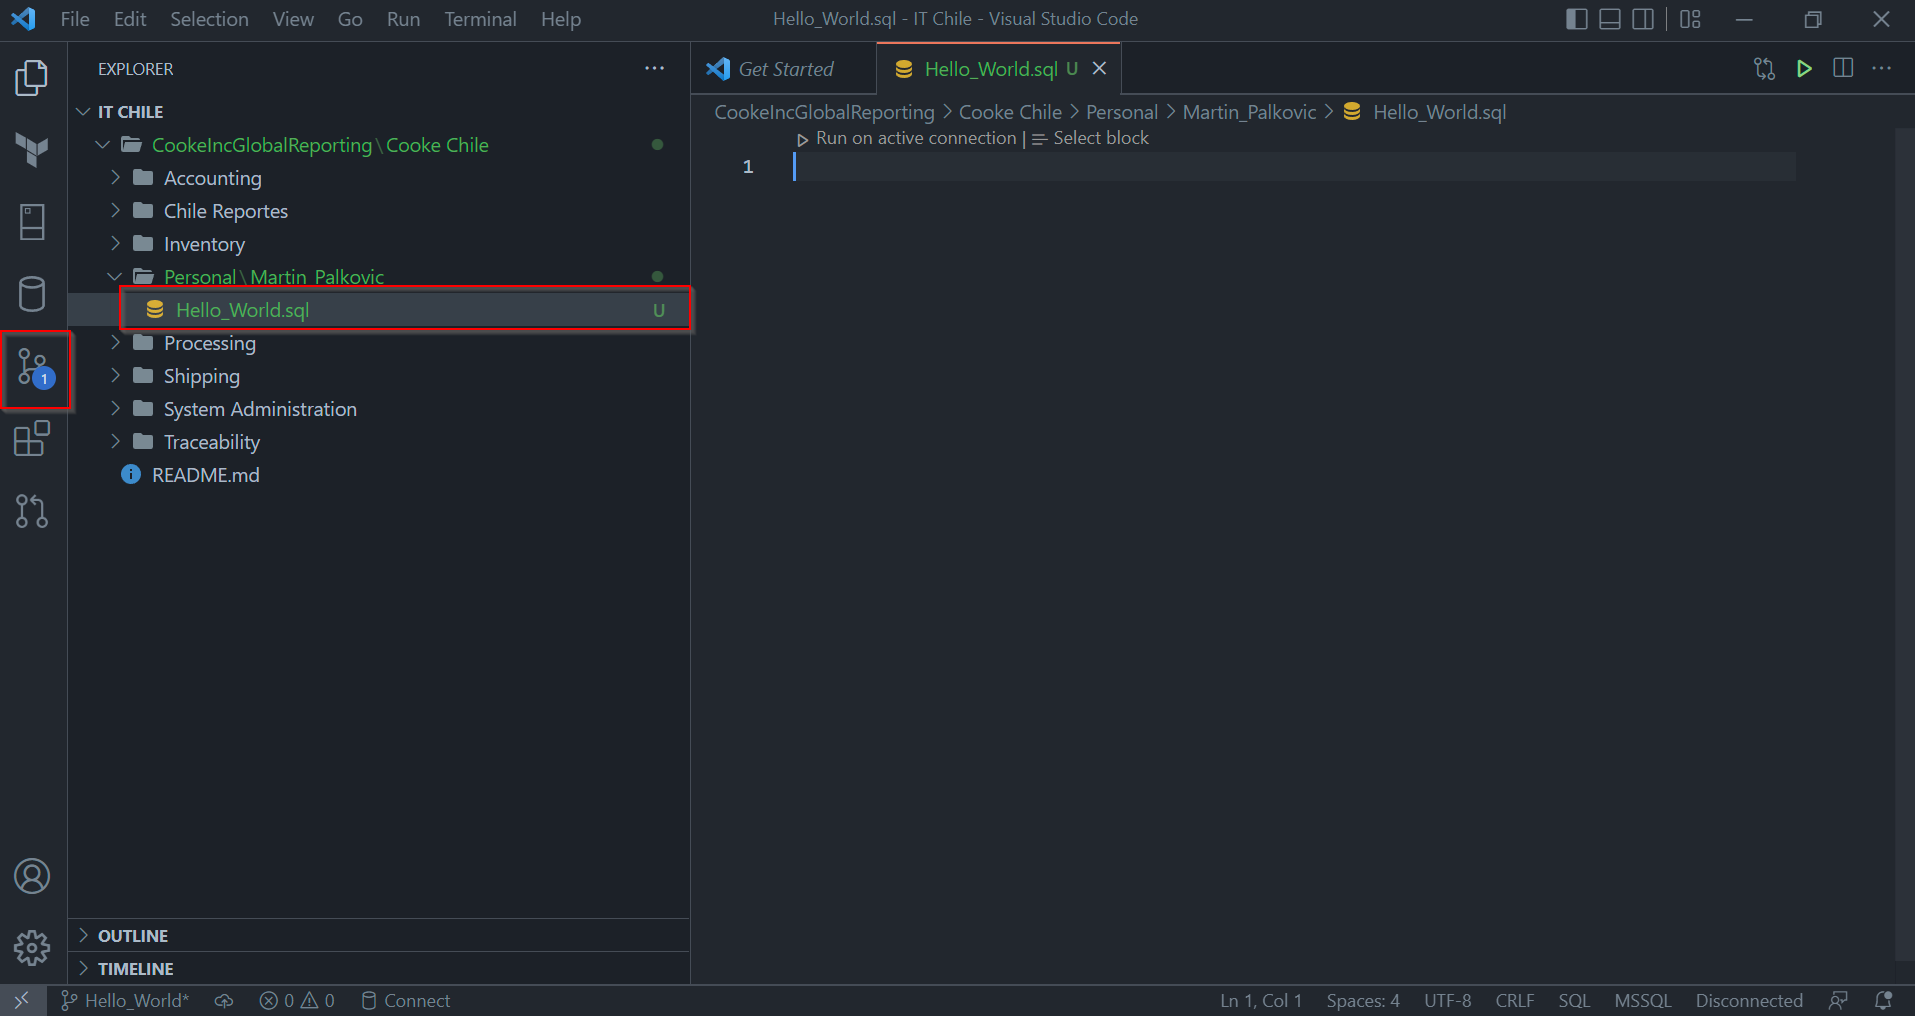 File Edit Selection View Go Run Terminal Help
Hello_World.sql - IT Chile - Visual Studio Code
EXPLORER
IT CHILE
CookeIncGlobalReporting\Cooke Chile
Accounting
Chile Reportes
Inventory
Personal\Martin_Palkovic
Hello_World.sql U
Processing
Shipping
System Administration
Traceability
README.md
OUTLINE
TIMELINE
1
Get Started
Hello_World.sql U
CookeIncGlobalReporting > Cooke Chile > Personal > Martin_Palkovic > Hello_World.sql
Run on active connection | Select block
1
Hello_World* 0 0 Connect
Ln 1, Col 1 Spaces: 4 UTF-8 CRLF SQL MSSQL Disconnected